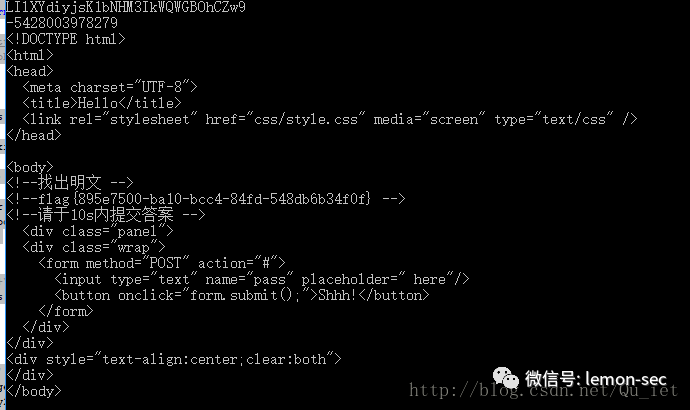 LI1XYdiyjsK1bNHM3IkWQWGBOhCZw9
-5428003978279
<!DOCTYPE html>
<html>
<head>
  <meta charset="UTF-8">
  <title>Hello</title>
  <link rel="stylesheet" href="css/style.css" media="screen" type="text/css" />
</head>

<body>
<!--找出明文 -->
<!--flag{895e7500-ba10-bcc4-84fd-548db6b34f0f} -->
<!--请于10s内提交答案 -->
  <div class="panel">
  <div class="wrap">
    <form method="POST" action="#">
      <input type="text" name="pass" placeholder=" here"/>
      <button onclick="form.submit();">Shhh!</button>
    </form>
  </div>
</div>
<div style="text-align:center;clear:both">
</div>
</body>
微信号: lemon-sec
http://blog.csdn.net/Qu_iet